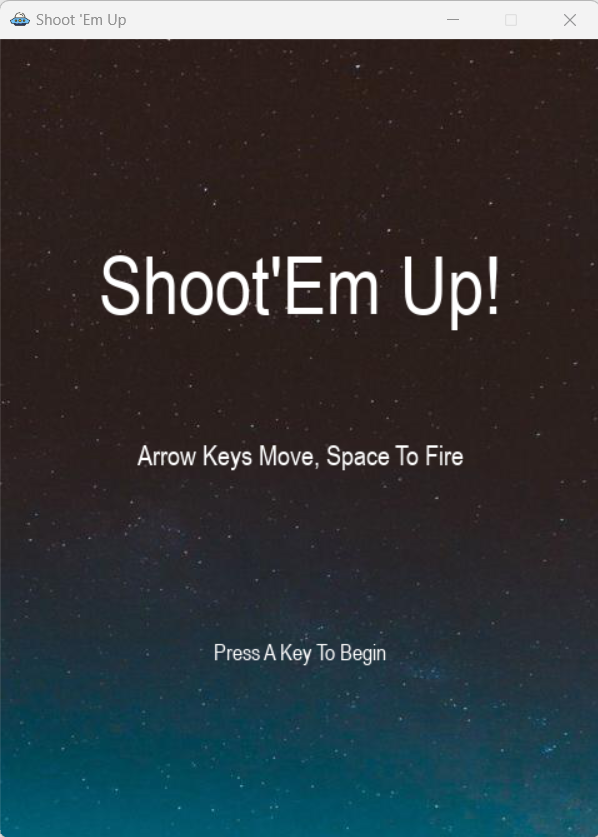 Shoot 'Em Up
Shoot'Em Up!
Arrow Keys Move, Space To Fire
Press A Key To Begin